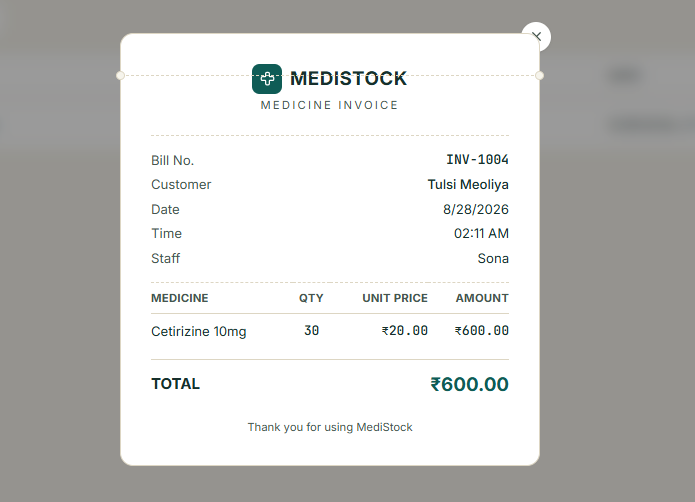 MEDISTOCK
MEDICINE INVOICE
Bill No. INV-1004
Customer Tulsi Meoliya
Date 8/28/2026
Time 02:11 AM
Staff Sona
MEDICINE QTY UNIT PRICE AMOUNT
Cetirizine 10mg 30 ₹20.00 ₹600.00
TOTAL ₹600.00
Thank you for using MediStock